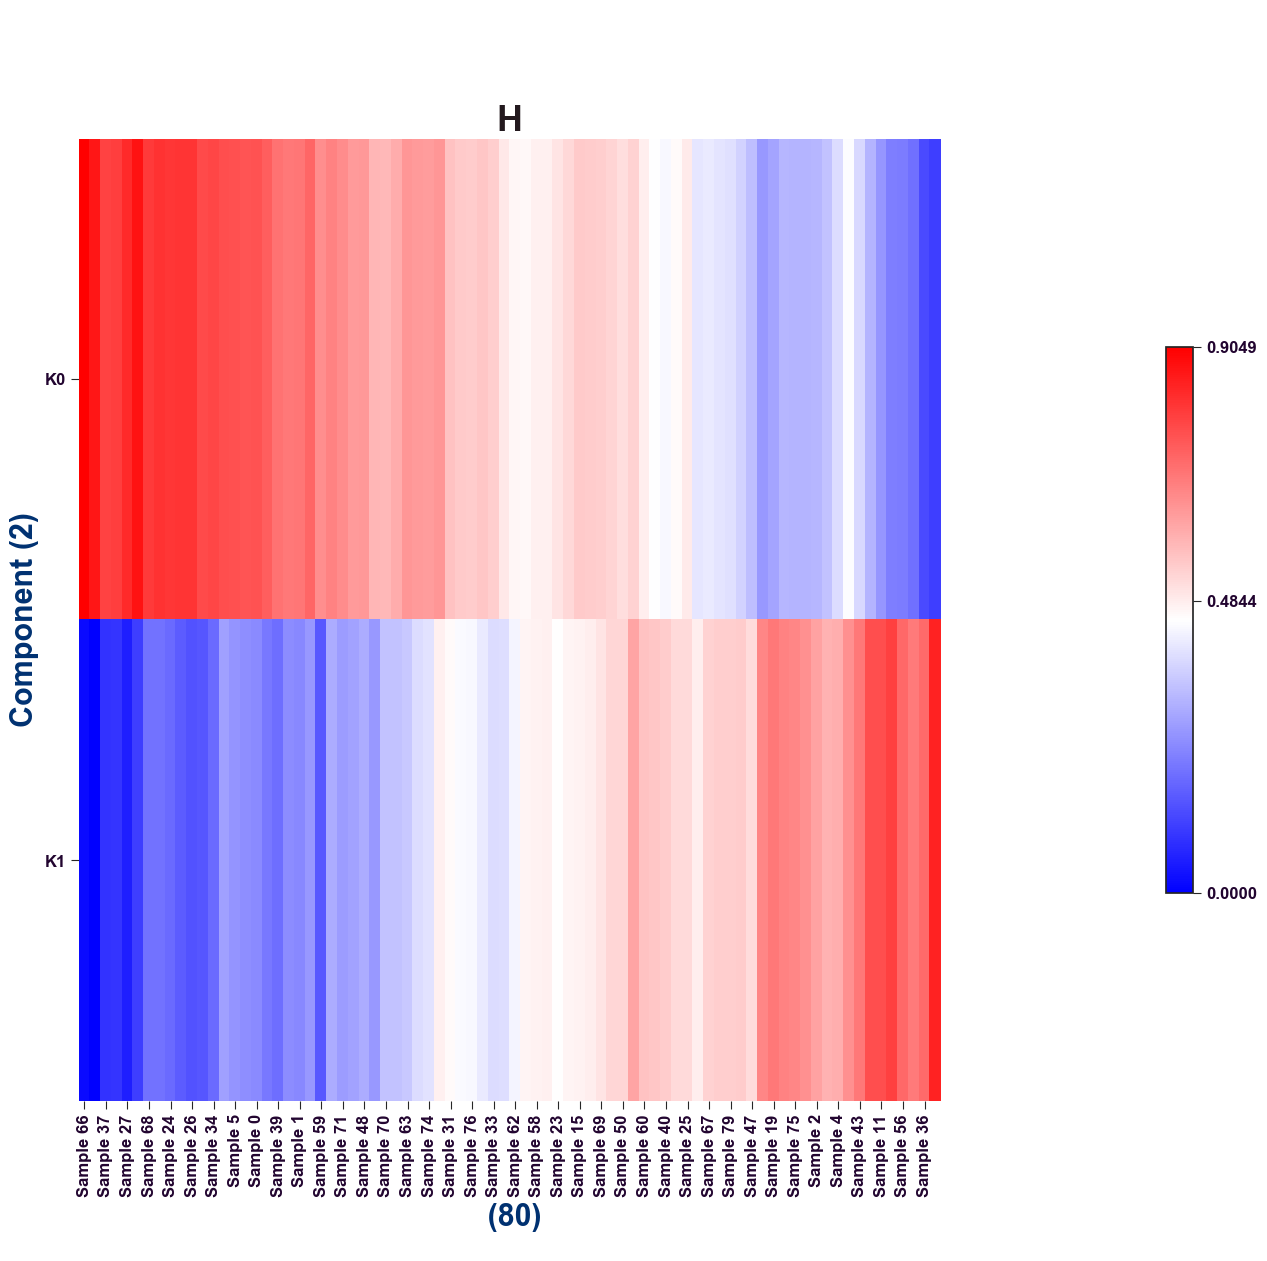 H
K0
K1
Component (2)
0.9049
0.4844
0.0000
Sample 66
Sample 37
Sample 27
Sample 68
Sample 24
Sample 26
Sample 34
Sample 5
Sample 0
Sample 39
Sample 1
Sample 59
Sample 71
Sample 48
Sample 70
Sample 63
Sample 74
Sample 31
Sample 76
Sample 33
Sample 62
Sample 58
Sample 23
Sample 15
Sample 69
Sample 50
Sample 60
Sample 40
Sample 25
Sample 67
Sample 79
Sample 47
Sample 19
Sample 75
Sample 2
Sample 4
Sample 43
Sample 11
Sample 56
Sample 36
(80)